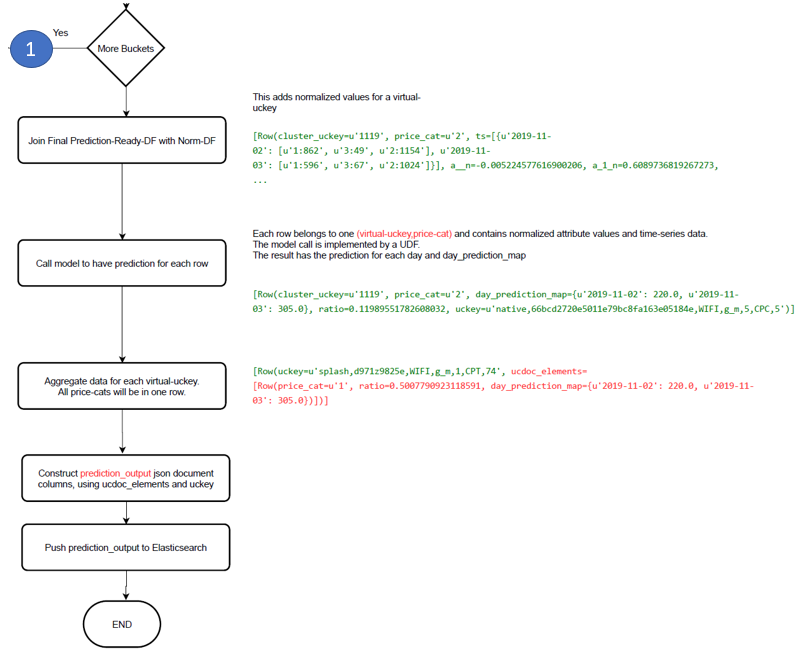 Yes
1
More Buckets
This adds normalized values for a virtual-
uckey
Join Final Prediction-Ready-DF with Norm-DF
[Row(cluster_uckey=u'1119', price_cat=u'2', ts=[{u'2019-11-
02': [u'1:862', u'3:49', u'2:1154'], u'2019-11-
03': [u'1:596', u'3:67', u'2:1024']}], a__n=-0.005224577616900206, a_1_n=0.6089736819267273,
...
Each row belongs to one (virtual-uckey,price-cat) and contains normalized attribute values and time-series data.
The model call is implemented by a UDF.
The result has the prediction for each day and day_prediction_map
Call model to have prediction for each row
[Row(cluster_uckey=u'1119', price_cat=u'2', day_prediction_map={u'2019-11-02': 220.0, u'2019-11-
03': 305.0}, ratio=0.11989551782608032, uckey=u'native,66bcd2720e5011e79bc8fa163e05184e,WIFI,g_m,5,CPC,5')]
Aggregate data for each virtual-uckey.
All price-cats will be in one row.
[Row(uckey=u'splash,d971z9825e,WIFI,g_m,1,CPT,74', ucdoc_elements=
[Row(price_cat=u'1', ratio=0.5007790923118591, day_prediction_map={u'2019-11-02': 220.0, u'2019-11-
03': 305.0})])]
Construct prediction_output json document
columns, using ucdoc_elements and uckey
Push prediction_output to Elasticsearch
END